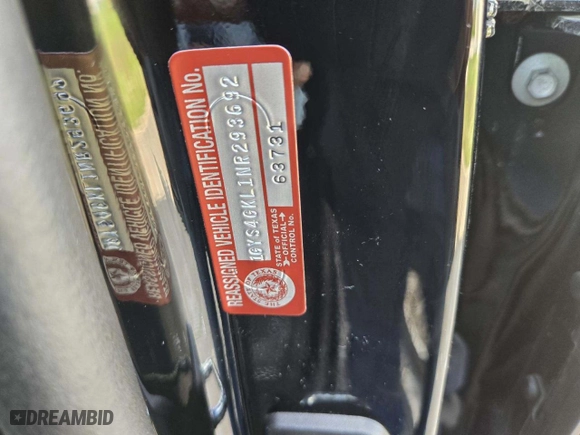 REASSIGNED VEHICLE IDENTIFICATION No.
1GYS4GKL1NR293692
63731
STATE of TEXAS
OFFICIAL
CONTROL No.
DREAMBID